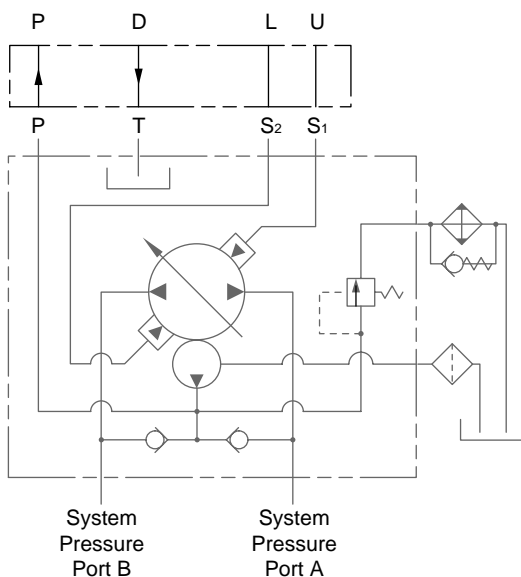 P D L U
P T S2 S1
System Pressure Port B
System Pressure Port A